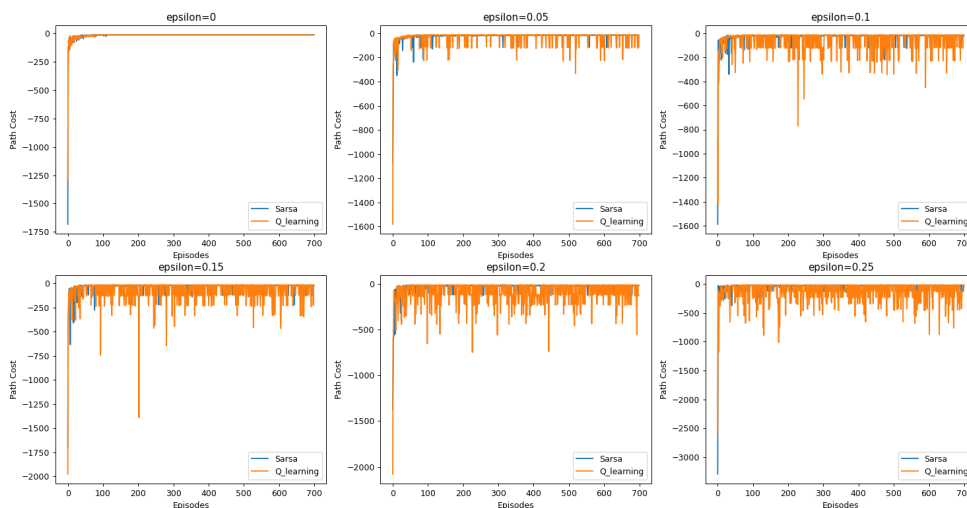 epsilon=0
0
−250
−500
−750
−1000
−1250
−1500
−1750
Path Cost
0 100 200 300 400 500 600 700
Episodes
Sarsa
Q_learning
epsilon=0.05
0
−200
−400
−600
−800
−1000
−1200
−1400
−1600
Path Cost
0 100 200 300 400 500 600 700
Episodes
Sarsa
Q_learning
epsilon=0.1
0
−200
−400
−600
−800
−1000
−1200
−1400
−1600
Path Cost
0 100 200 300 400 500 600 700
Episodes
Sarsa
Q_learning
epsilon=0.15
0
−250
−500
−750
−1000
−1250
−1500
−1750
−2000
Path Cost
0 100 200 300 400 500 600 700
Episodes
Sarsa
Q_learning
epsilon=0.2
0
−500
−1000
−1500
−2000
Path Cost
0 100 200 300 400 500 600 700
Episodes
Sarsa
Q_learning
epsilon=0.25
0
−500
−1000
−1500
−2000
−2500
−3000
Path Cost
0 100 200 300 400 500 600 700
Episodes
Sarsa
Q_learning